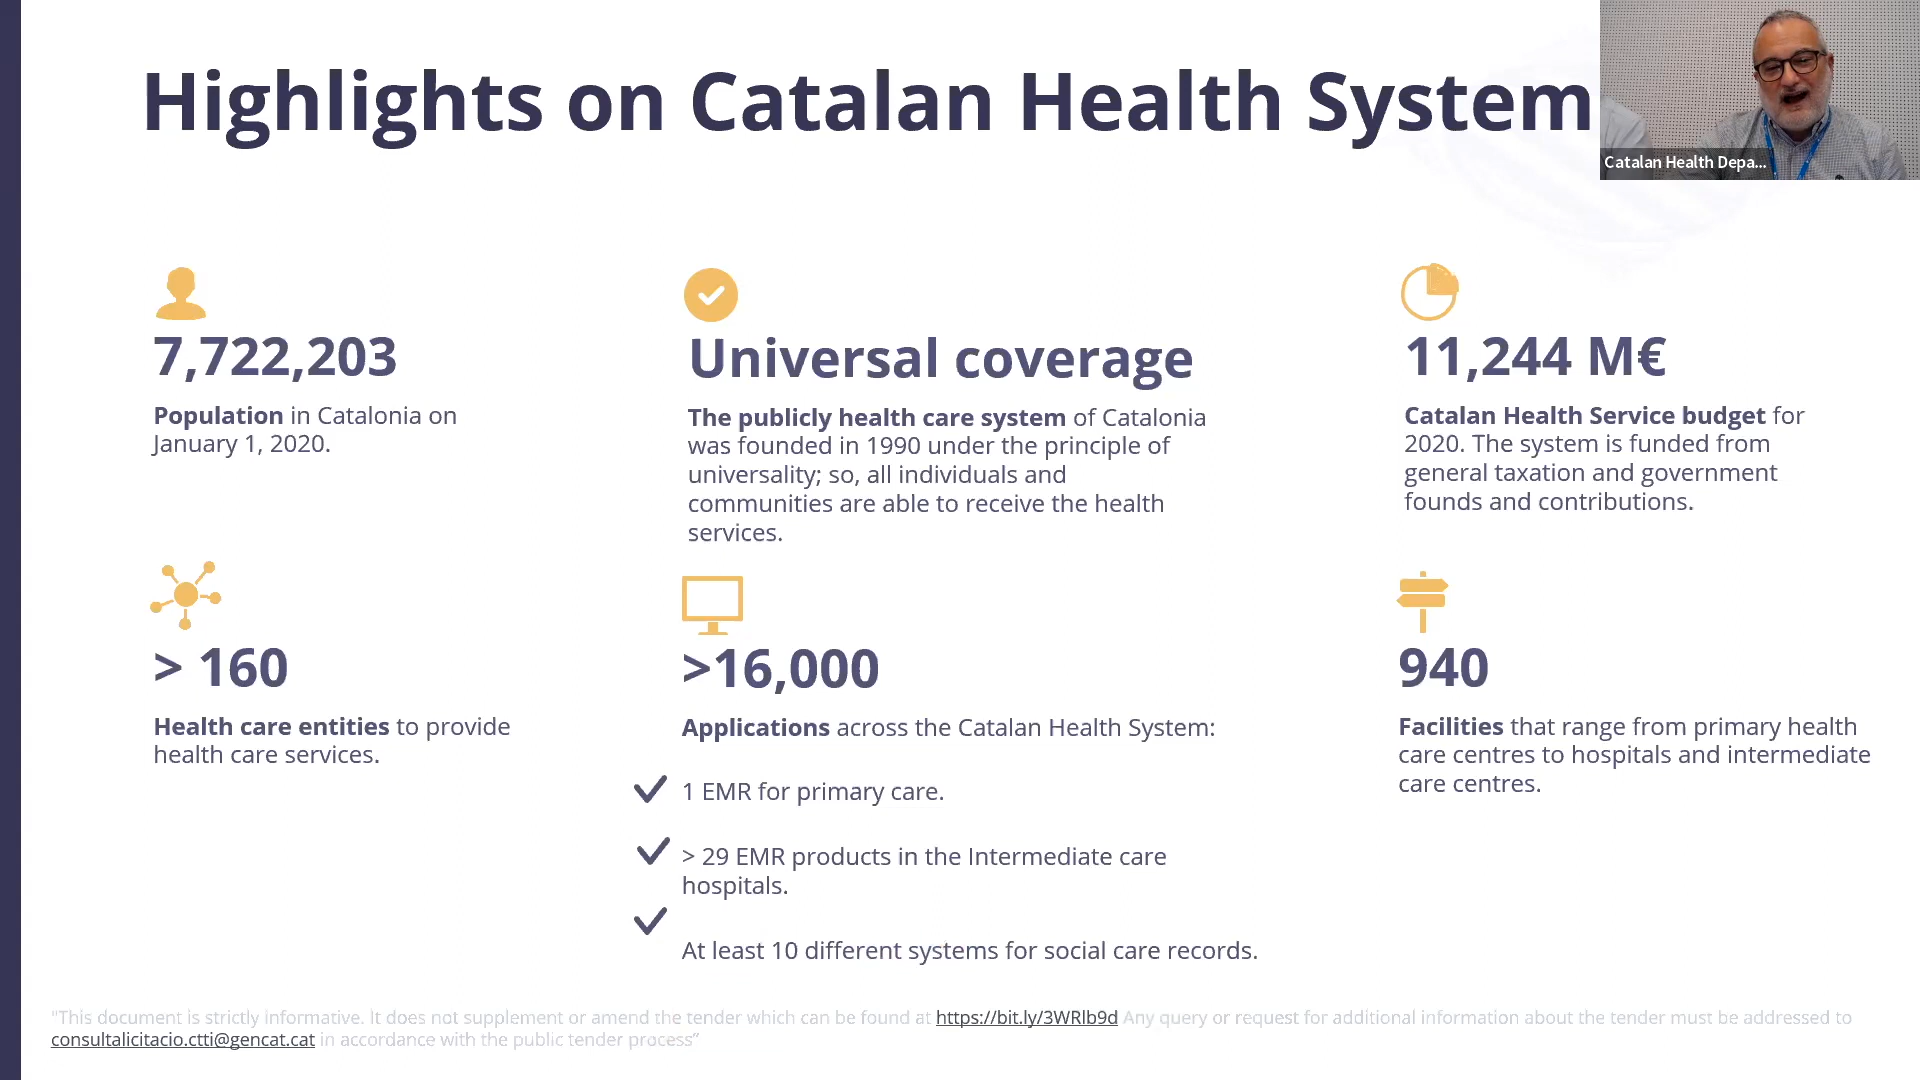 Highlights on Catalan Health System
Catalan Health Depa...
7,722,203
Population in Catalonia on
January 1, 2020.
Universal coverage
The publicly health care system of Catalonia
was founded in 1990 under the principle of
universality; so, all individuals and
communities are able to receive the health
services.
11,244 M€
Catalan Health Service budget for
2020. The system is funded from
general taxation and government
founds and contributions.
> 160
Health care entities to provide
health care services.
>16,000
Applications across the Catalan Health System:
1 EMR for primary care.
> 29 EMR products in the Intermediate care
hospitals.
At least 10 different systems for social care records.
940
Facilities that range from primary health
care centres to hospitals and intermediate
care centres.
"This document is strictly informative. It does not supplement or amend the tender which can be found at https://bit.ly/3WRlb9d Any query or request for additional information about the tender must be addressed to
consultalicitacio.ctti@gencat.cat in accordance with the public tender process”